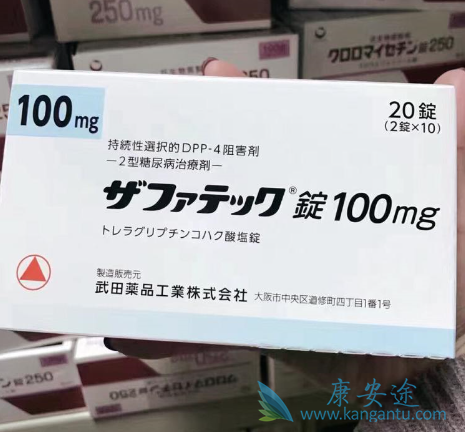 250mg
クロロマイセチン錠250
100mg
20錠
(2錠×10)
持続性選択的DPP-4阻害剤
—2型糖尿病治療剤—
ザファテック®錠100mg
トレラグリプチンコハク酸塩錠
製造販売元
武田薬品工業株式会社 大阪市中央区道修町四丁目1番1号
錠250
康安途
www.kangantu.com